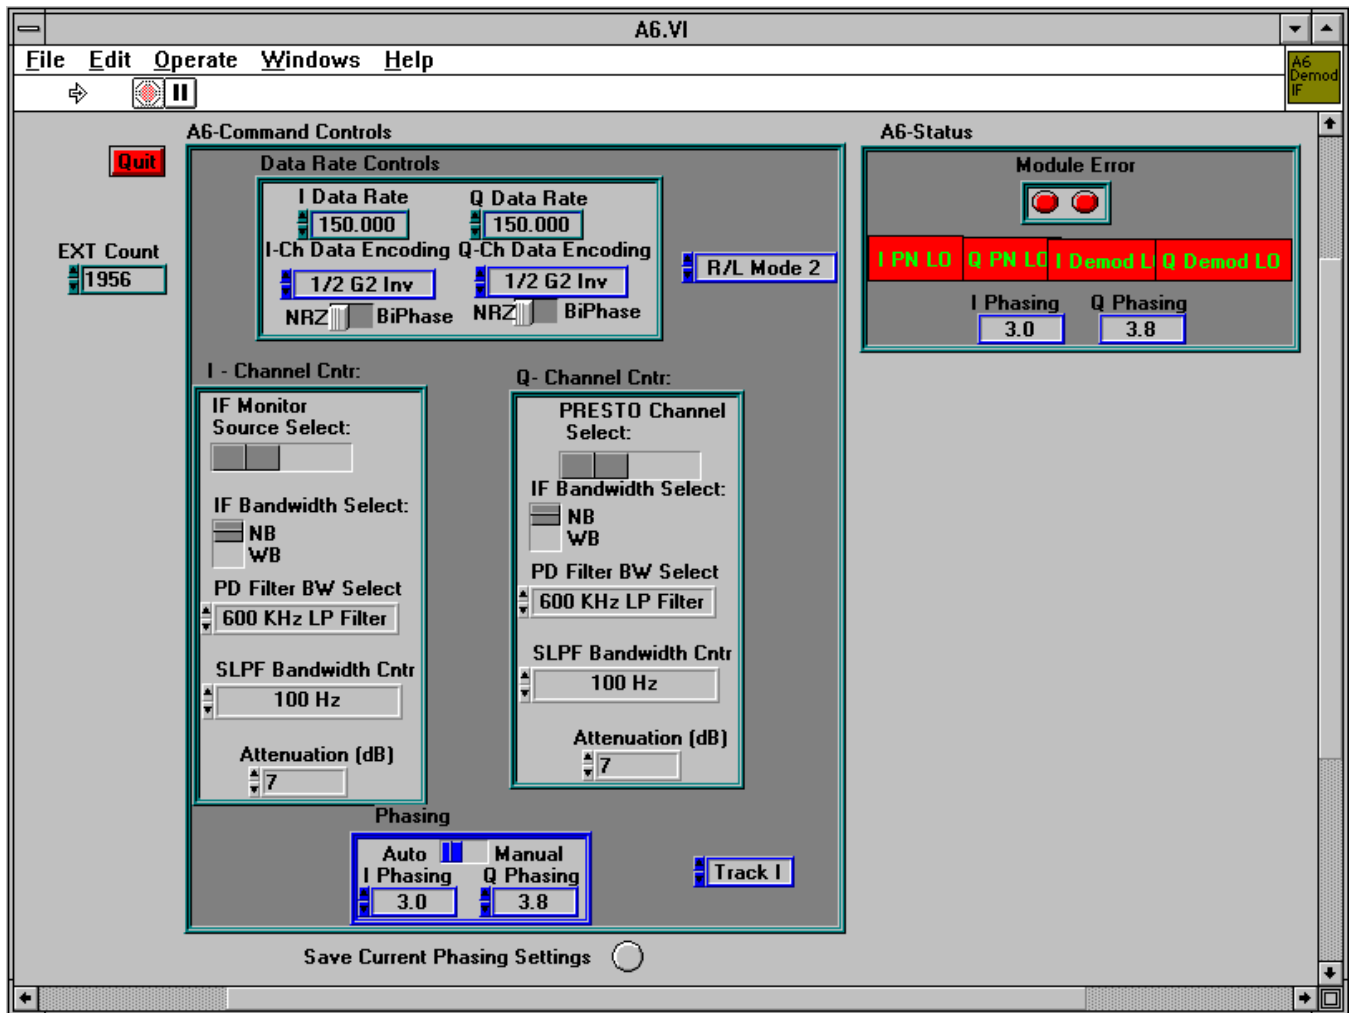 A6.VI
File Edit Operate Windows Help
A6
Demod
IF
A6-Command Controls
A6-Status
Quit
EXT Count
1956
Data Rate Controls
I Data Rate Q Data Rate
150.000 150.000
I-Ch Data Encoding Q-Ch Data Encoding
1/2 G2 Inv 1/2 G2 Inv
NRZ BiPhase NRZ BiPhase
R/L Mode 2
Module Error
I PN LO Q PN LO I Demod L Q Demod LO
I Phasing Q Phasing
3.0 3.8
I - Channel Cntr:
IF Monitor
Source Select:
IF Bandwidth Select:
NB
WB
PD Filter BW Select
600 KHz LP Filter
SLPF Bandwidth Cntr
100 Hz
Attenuation (dB)
7
Q- Channel Cntr:
PRESTO Channel
Select:
IF Bandwidth Select:
NB
WB
PD Filter BW Select
600 KHz LP Filter
SLPF Bandwidth Cntr
100 Hz
Attenuation (dB)
7
Phasing
Auto Manual
I Phasing Q Phasing
3.0 3.8
Track I
Save Current Phasing Settings